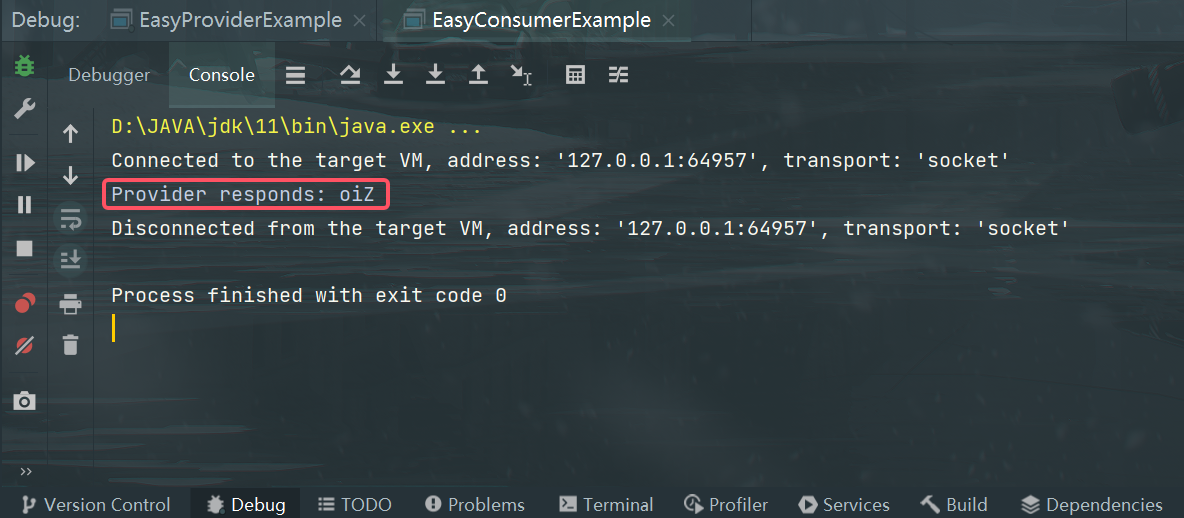 Debug: EasyProviderExample EasyConsumerExample
Debugger Console
D:\JAVA\jdk\11\bin\java.exe ...
Connected to the target VM, address: '127.0.0.1:64957', transport: 'socket'
Provider responds: oiZ
Disconnected from the target VM, address: '127.0.0.1:64957', transport: 'socket'
Process finished with exit code 0
Version Control Debug TODO Problems Terminal Profiler Services Build Dependencies